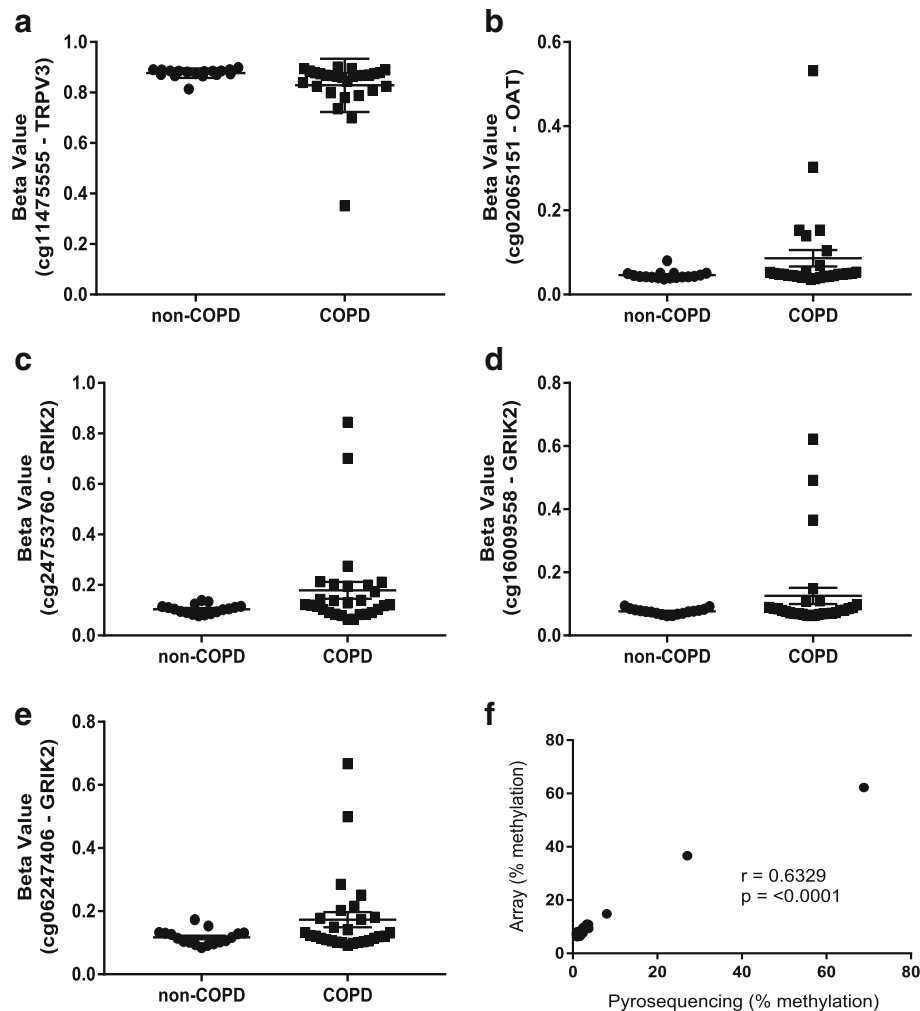 a
Beta Value
(cg11475555 - TRPV3)
1.0
0.8
0.6
0.4
0.2
0.0
non-COPD COPD
b
Beta Value
(cg02065151 - OAT)
0.6
0.4
0.2
0.0
non-COPD COPD
c
Beta Value
(cg24753760 - GRIK2)
1.0
0.8
0.6
0.4
0.2
0.0
non-COPD COPD
d
Beta Value
(cg16009558 - GRIK2)
0.8
0.6
0.4
0.2
0.0
non-COPD COPD
e
Beta Value
(cg06247406 - GRIK2)
0.8
0.6
0.4
0.2
0.0
non-COPD COPD
f
Array (% methylation)
80
60
40
20
0
r = 0.6329
p = <0.0001
0 20 40 60 80
Pyrosequencing (% methylation)